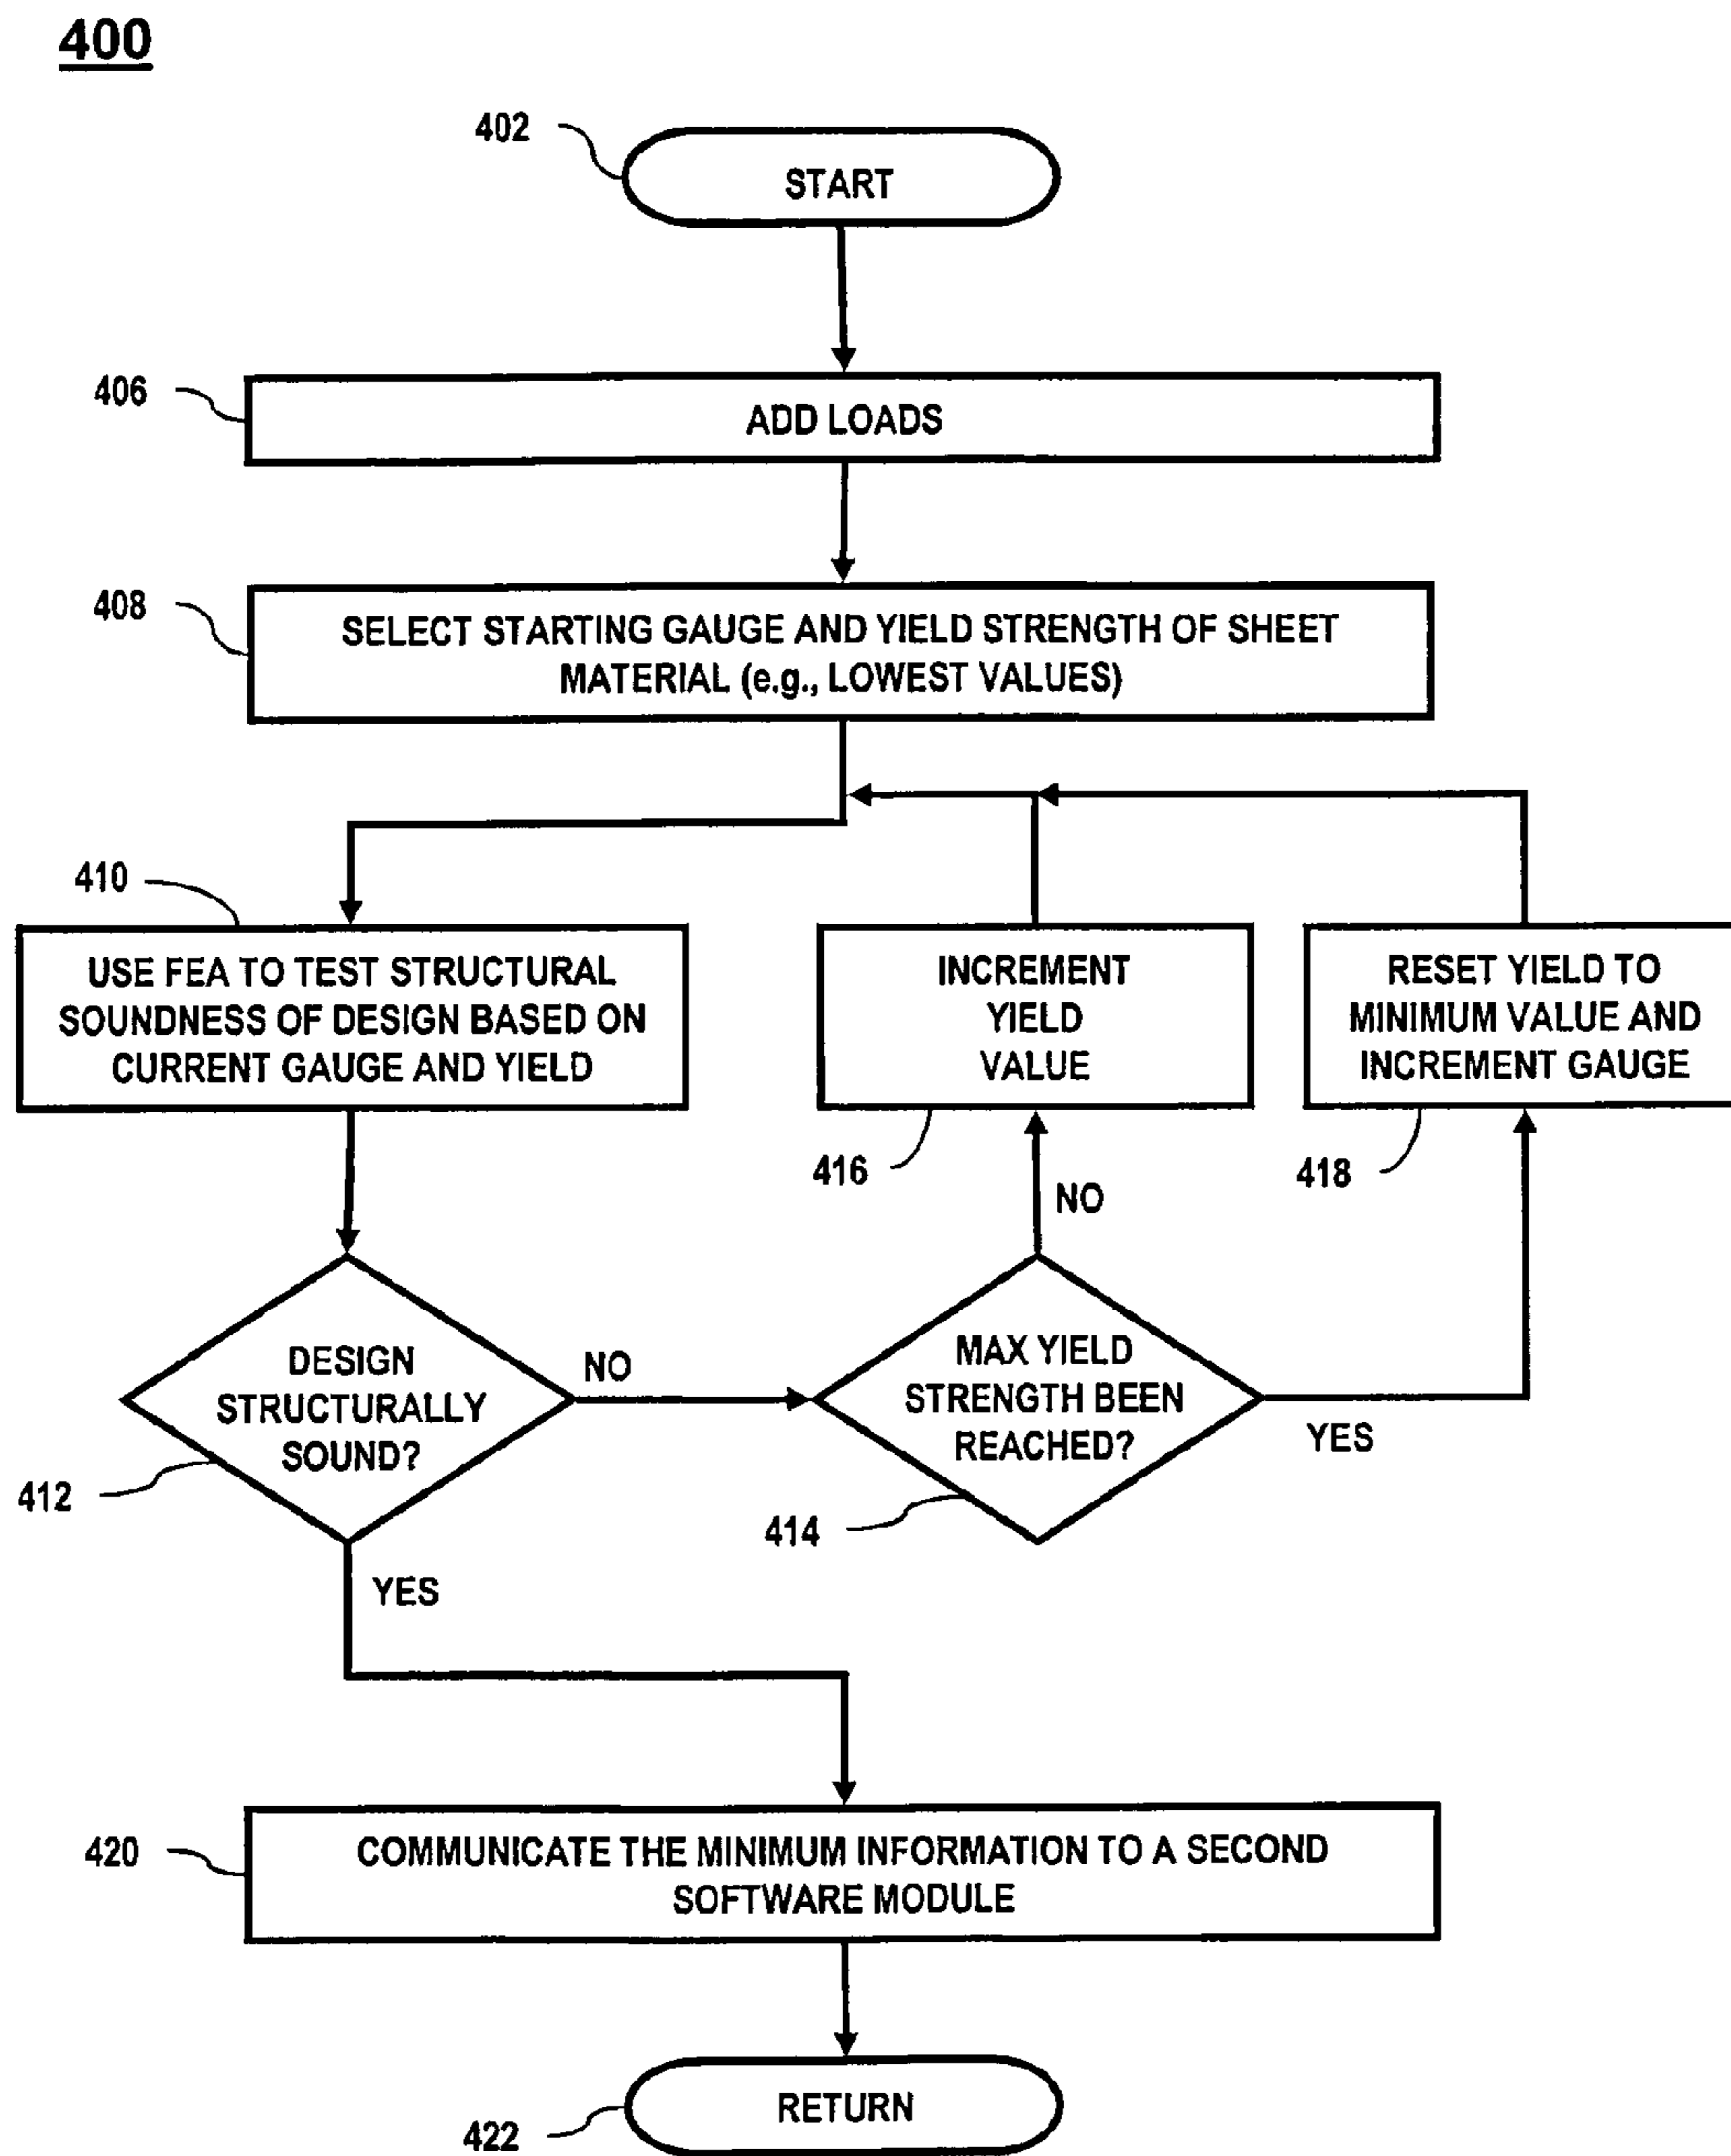 400
402
START
406
ADD LOADS
408
SELECT STARTING GAUGE AND YIELD STRENGTH OF SHEET
MATERIAL (e.g., LOWEST VALUES)
410
USE FEA TO TEST STRUCTURAL
SOUNDNESS OF DESIGN BASED ON
CURRENT GAUGE AND YIELD
INCREMENT
YIELD
VALUE
416
RESET YIELD TO
MINIMUM VALUE AND
INCREMENT GAUGE
418
NO
DESIGN
STRUCTURALLY
SOUND?
412
NO
MAX YIELD
STRENGTH BEEN
REACHED?
414
YES
YES
420
COMMUNICATE THE MINIMUM INFORMATION TO A SECOND
SOFTWARE MODULE
RETURN
422